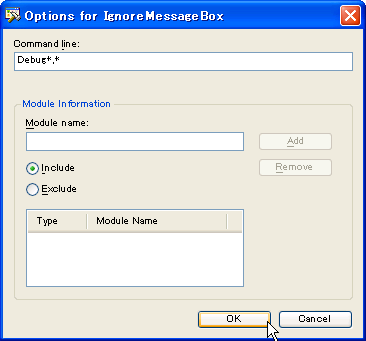 Options for IgnoreMessageBox
Command line:
Debug*,*
Module Information
Module name:
Add
Include
Remove
Exclude
Type Module Name
OK Cancel